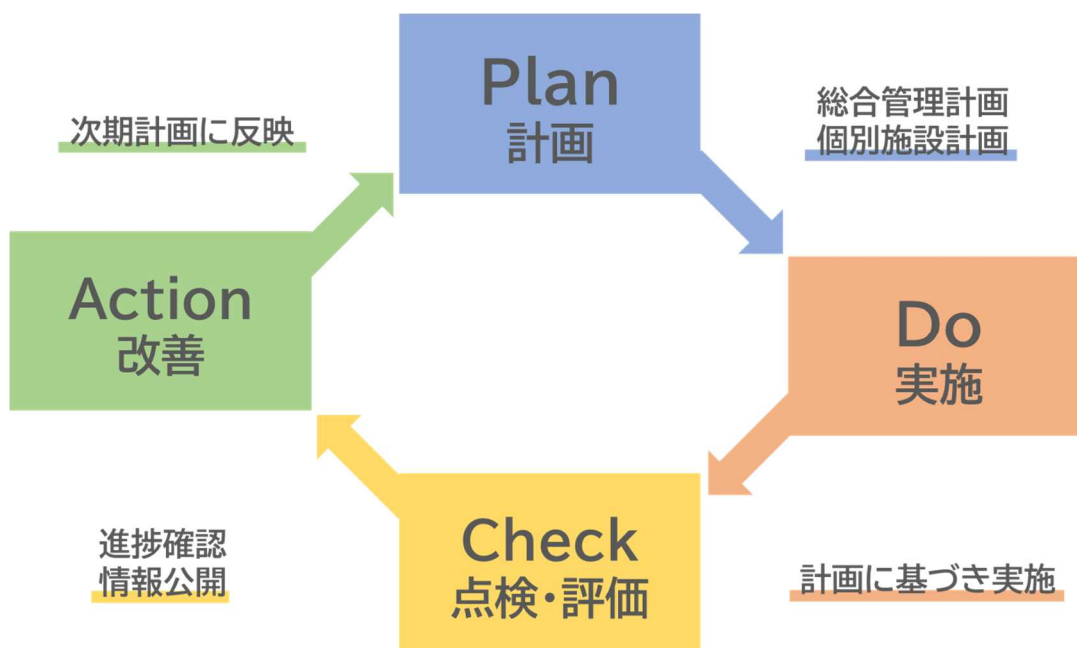 Plan
計画
総合管理計画
個別施設計画
Do
実施
計画に基づき実施
Check
点検・評価
進捗確認
情報公開
Action
改善
次期計画に反映